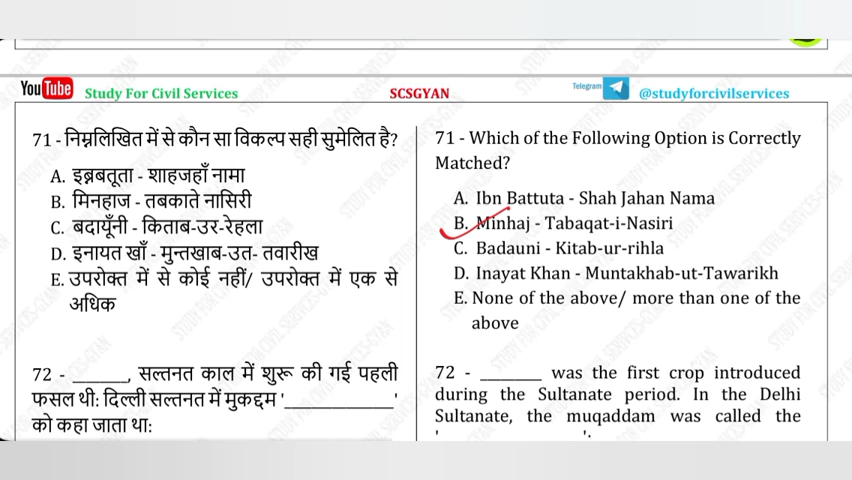 YouTube Study For Civil Services SCSGYAN Telegram @studyforcivilservices
71 - निम्नलिखित में से कौन सा विकल्प सही सुमेलित है?
A. इब्नबतूता - शाहजहाँ नामा
B. मिनहाज - तबकाते नासिरी
C. बदायूँनी - किताब-उर-रेहला
D. इनायत खाँ - मुन्तखाब-उत- तवारीख
E. उपरोक्त में से कोई नहीं/ उपरोक्त में एक से
अधिक
72 - _______, सल्तनत काल में शुरू की गई पहली
फसल थी: दिल्ली सल्तनत में मुकद्दम '______________'
को कहा जाता था:
71 - Which of the Following Option is Correctly
Matched?
A. Ibn Battuta - Shah Jahan Nama
B. Minhaj - Tabaqat-i-Nasiri
C. Badauni - Kitab-ur-rihla
D. Inayat Khan - Muntakhab-ut-Tawarikh
E. None of the above/ more than one of the
above
72 - ________ was the first crop introduced
during the Sultanate period. In the Delhi
Sultanate, the muqaddam was called the
'                    ':